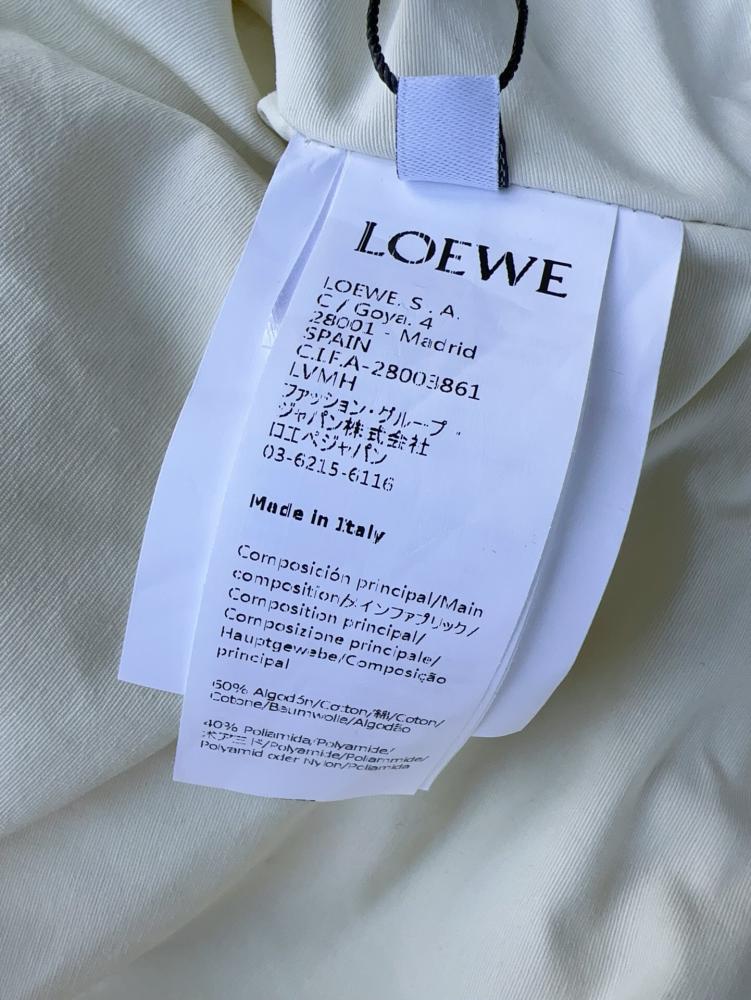 LOEWE
LOEWE. S . A.
C / Goya. 4
28001 - Madrid
SPAIN
C.I.F.A-28003861
LVMH
ファッション・グループ・
ジャパン株式会社
ロエベジャパン
03-6215-6116
Made in Italy
Composición principal/Main
composition/メインファブリック/
Composition principal/
Composizione principale/
Hauptgewebe/Composição
principal
60% Algodón/Cotton/綿/Coton/
Cotone/Baumwolle/Algodão
40% Poliamida/Polyamide/
Polyamide/Poliammide/
Polyamid oder Nylon/Poliamida